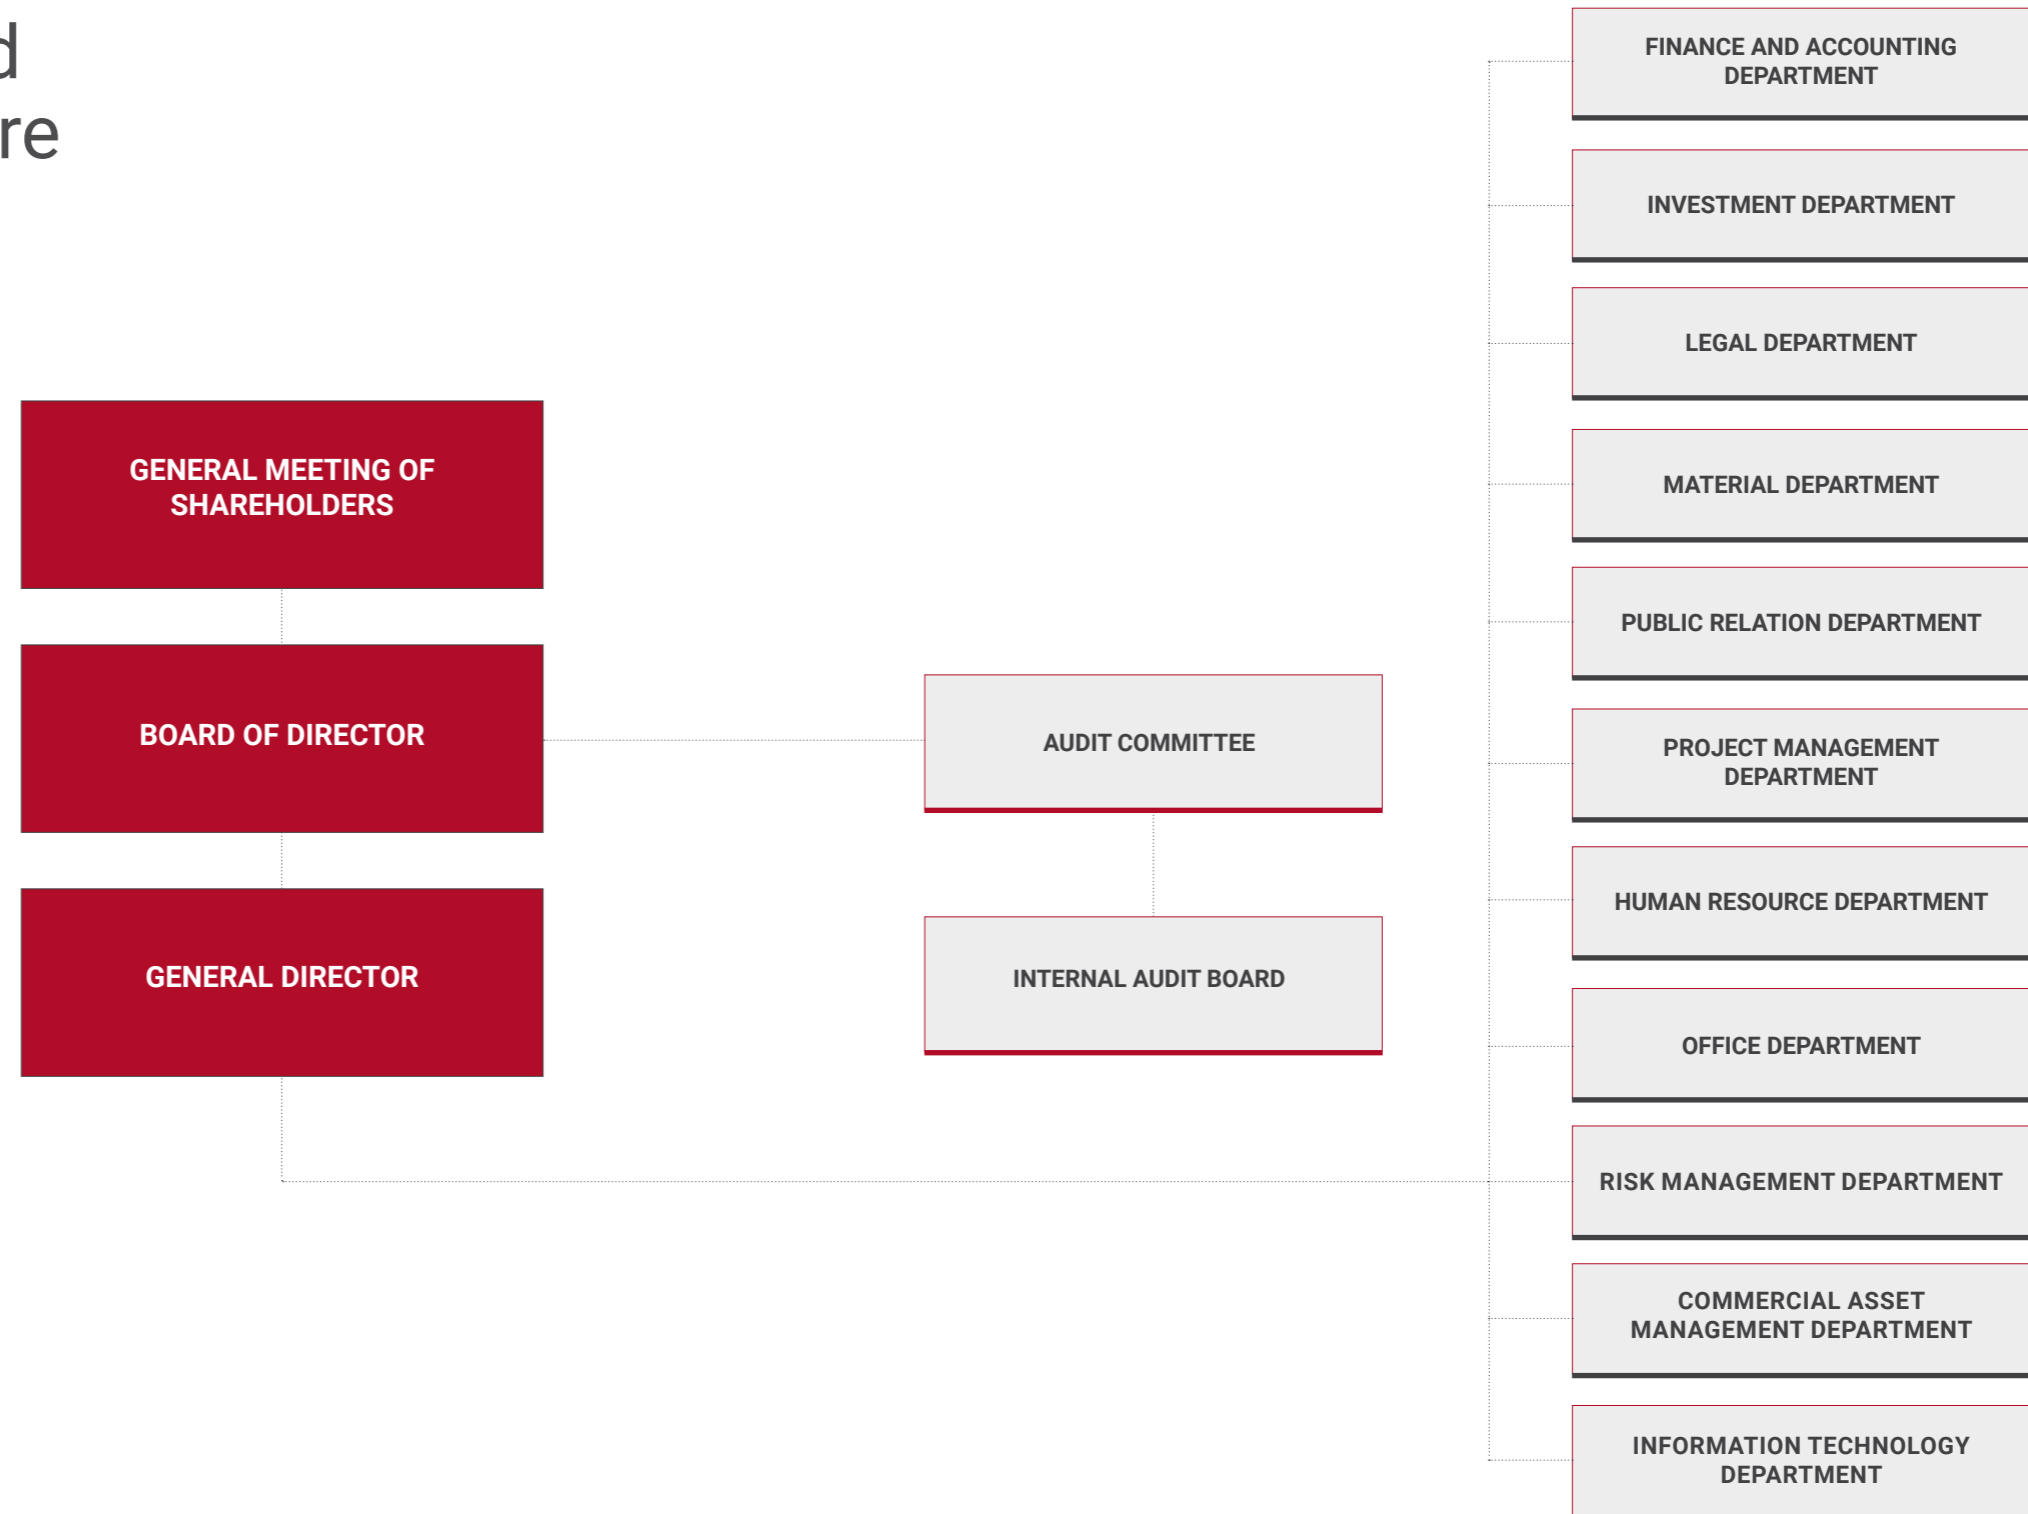 FINANCE AND ACCOUNTING
DEPARTMENT
INVESTMENT DEPARTMENT
LEGAL DEPARTMENT
GENERAL MEETING OF
SHAREHOLDERS
MATERIAL DEPARTMENT
PUBLIC RELATION DEPARTMENT
BOARD OF DIRECTOR
AUDIT COMMITTEE
PROJECT MANAGEMENT
DEPARTMENT
HUMAN RESOURCE DEPARTMENT
GENERAL DIRECTOR
INTERNAL AUDIT BOARD
OFFICE DEPARTMENT
RISK MANAGEMENT DEPARTMENT
COMMERCIAL ASSET
MANAGEMENT DEPARTMENT
INFORMATION TECHNOLOGY
DEPARTMENT